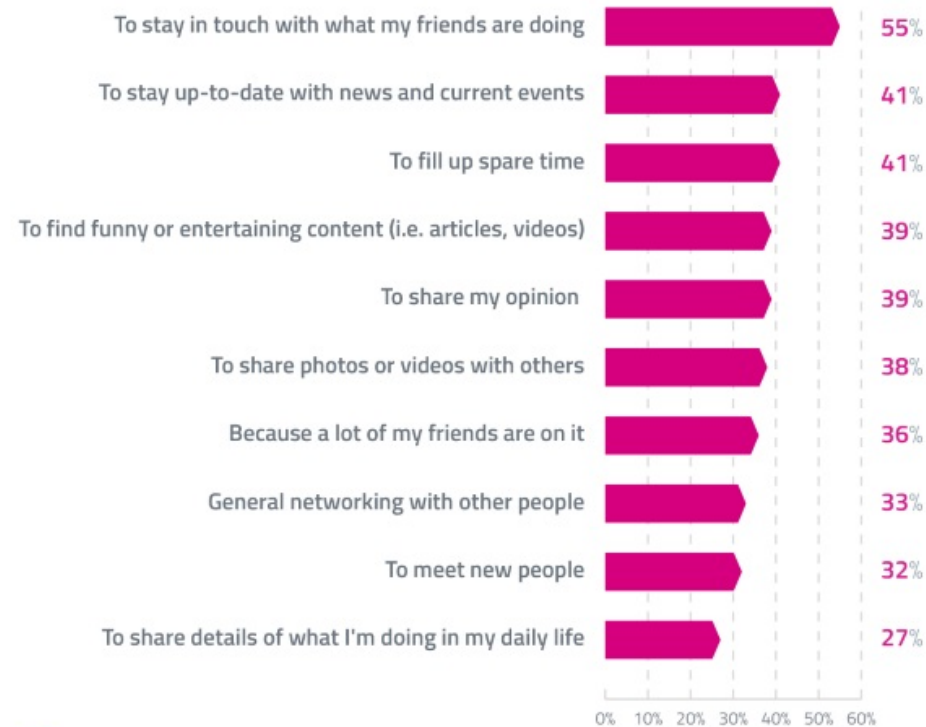 To stay in touch with what my friends are doing 55%
To stay up-to-date with news and current events 41%
To fill up spare time 41%
To find funny or entertaining content (i.e. articles, videos) 39%
To share my opinion 39%
To share photos or videos with others 38%
Because a lot of my friends are on it 36%
General networking with other people 33%
To meet new people 32%
To share details of what I'm doing in my daily life 27%
0% 10% 20% 30% 40% 50% 60%